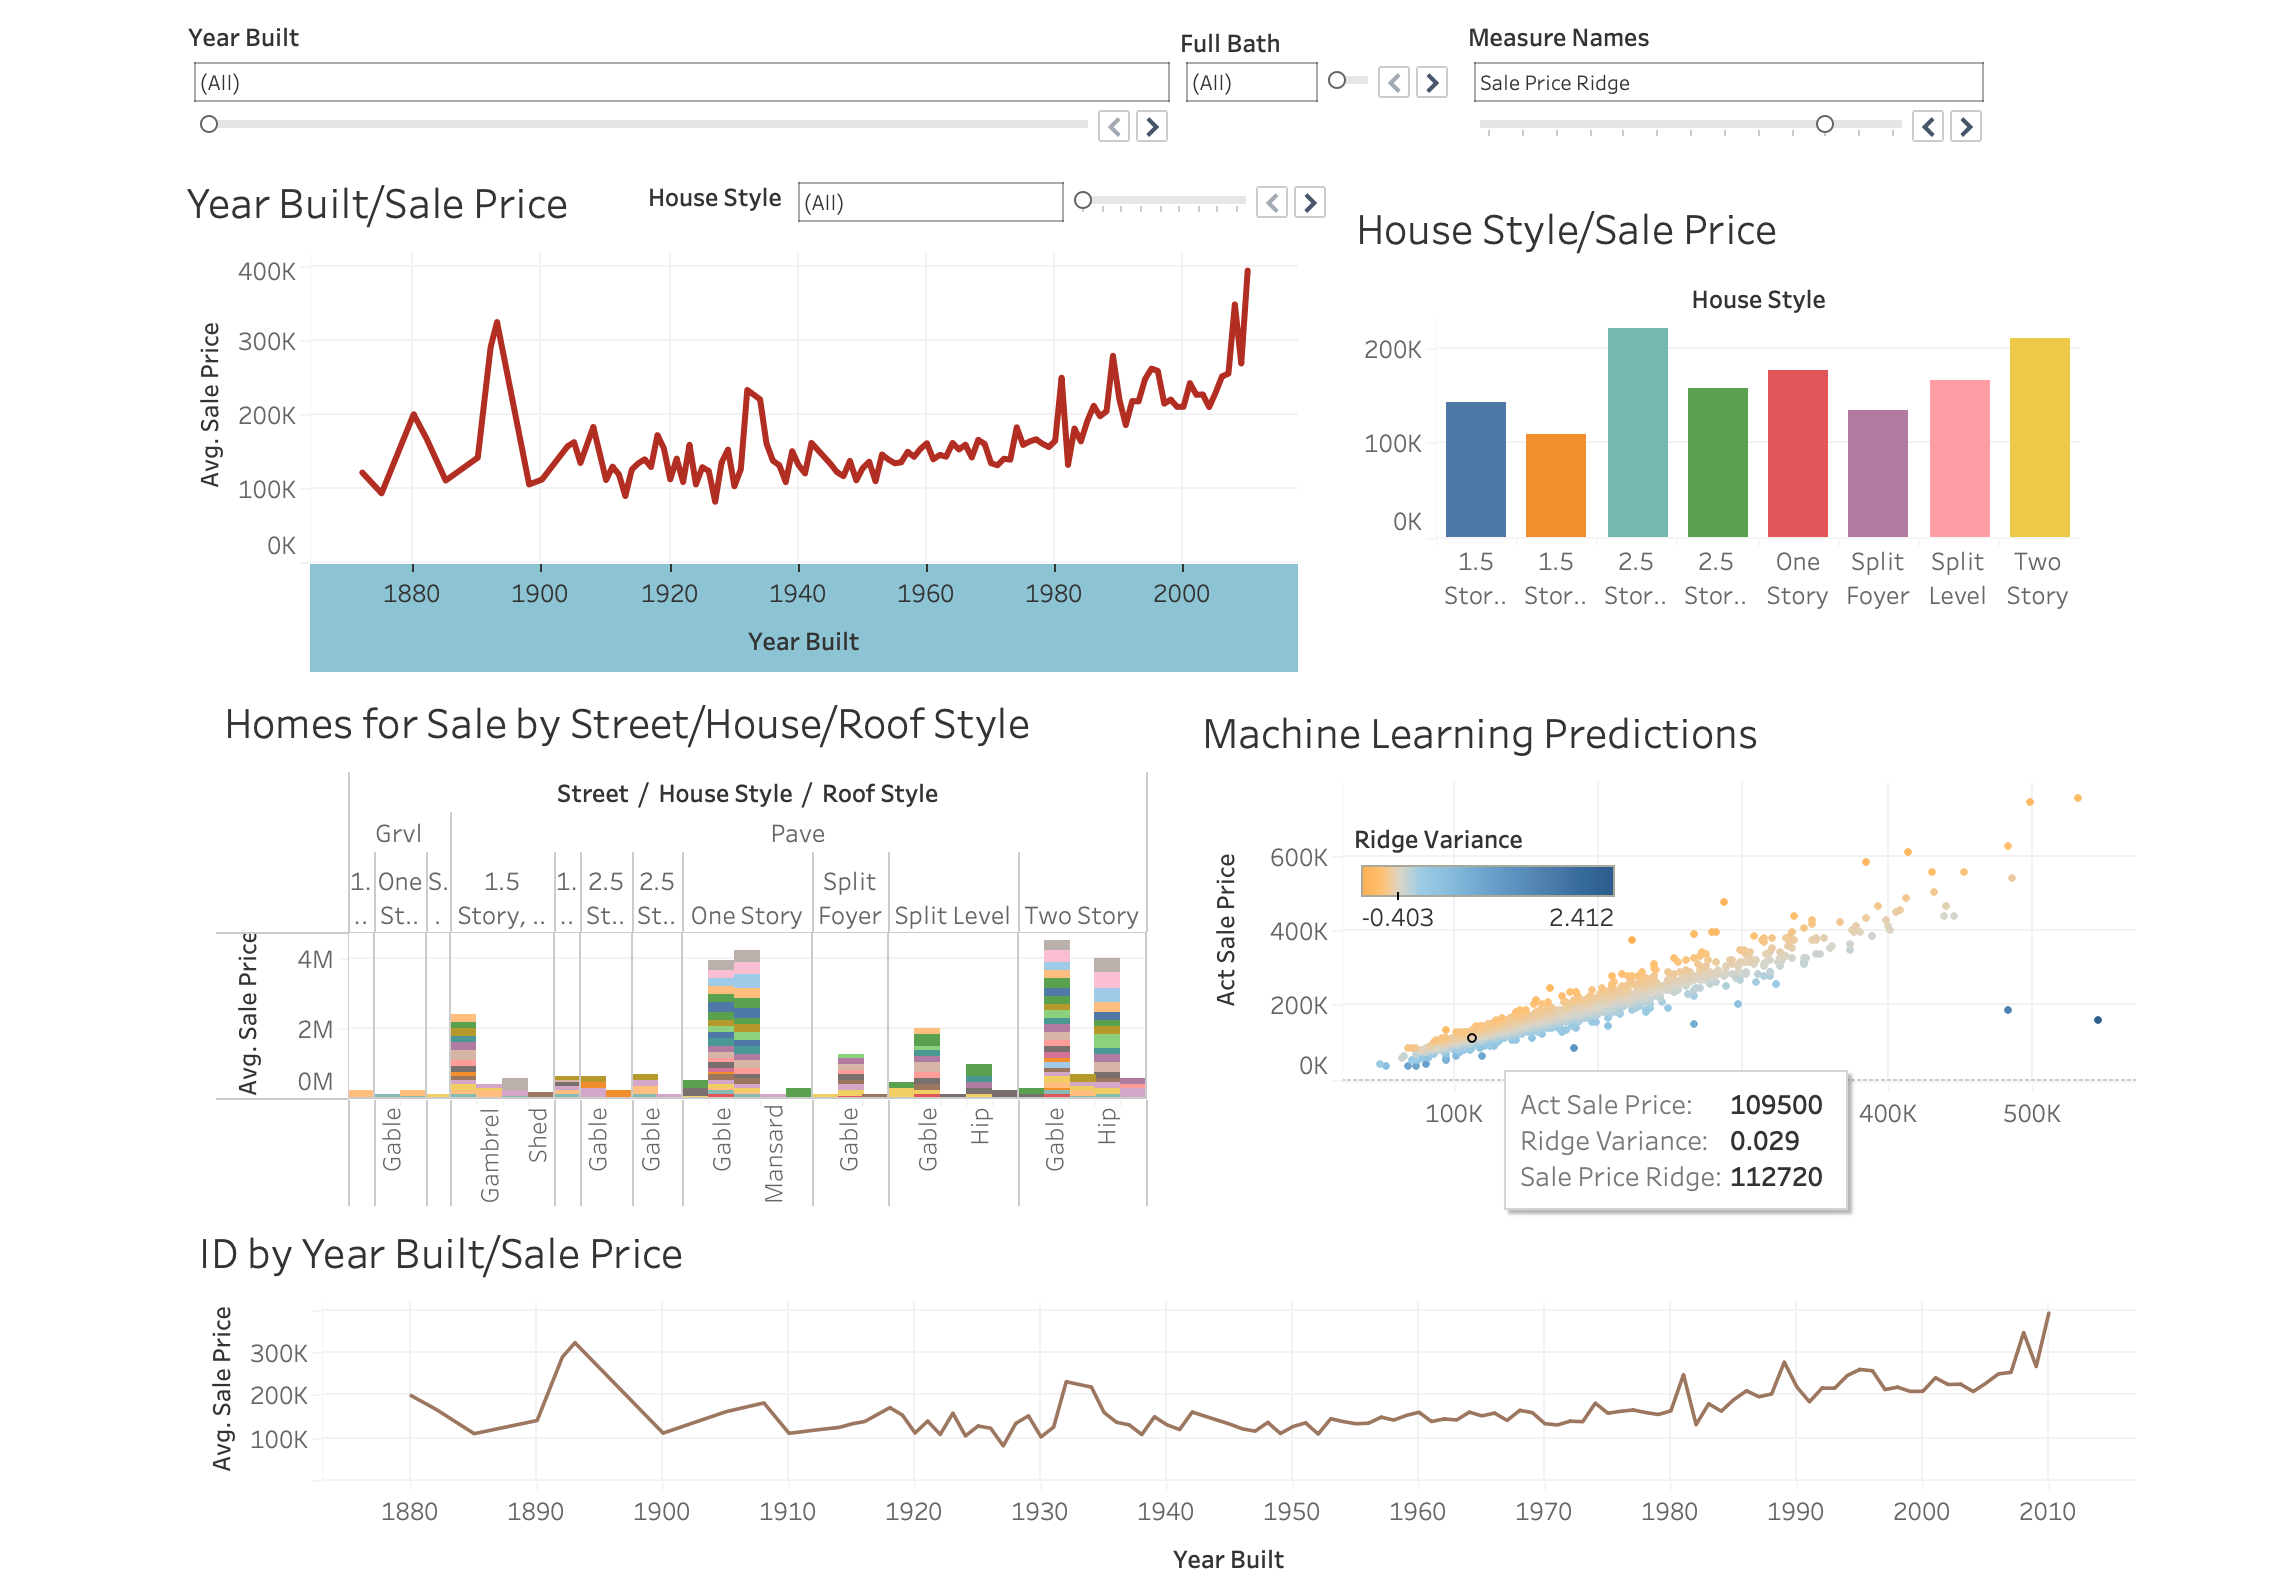 Year Built
Full Bath
Measure Names
(All)
(All)
Sale Price Ridge
Year Built/Sale Price
House Style
(All)
400K
300K
200K
100K
0K
Avg. Sale Price
1880 1900 1920 1940 1960 1980 2000
Year Built
House Style/Sale Price
House Style
200K
100K
0K
1.5 Stor.. 1.5 Stor.. 2.5 Stor.. 2.5 Stor.. One Story Split Foyer Split Level Two Story
Homes for Sale by Street/House/Roof Style
Street / House Style / Roof Style
Grvl Pave
1. One S. 1.5 1. 2.5 2.5 Split
.. St.. . Story, .. .. St.. St.. One Story Foyer Split Level Two Story
Avg. Sale Price
4M
2M
0M
Gable Gambrel Shed Gable Gable Gable Mansard Gable Gable Hip Gable Hip
Machine Learning Predictions
Ridge Variance
-0.403 2.412
Act Sale Price
600K
400K
200K
0K
100K 400K 500K
Act Sale Price: 109500
Ridge Variance: 0.029
Sale Price Ridge: 112720
ID by Year Built/Sale Price
Avg. Sale Price
300K
200K
100K
1880 1890 1900 1910 1920 1930 1940 1950 1960 1970 1980 1990 2000 2010
Year Built